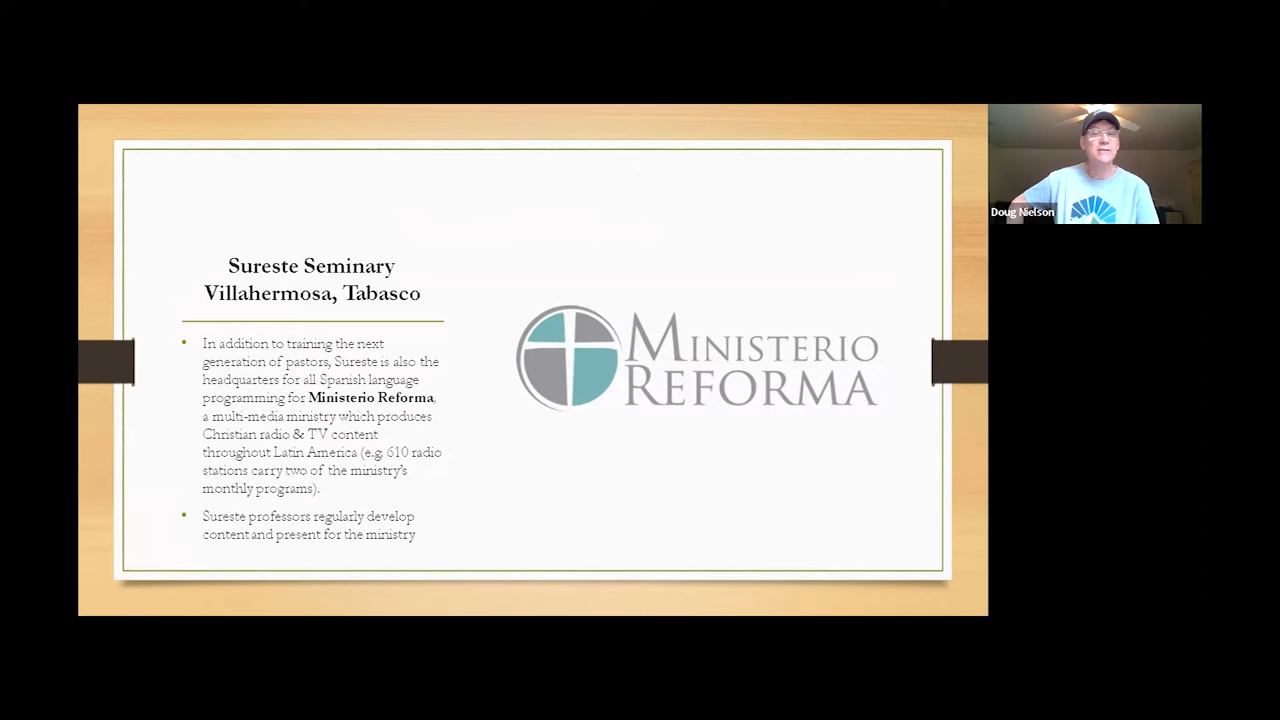 Sureste Seminary
Villahermosa, Tabasco
• In addition to training the next
generation of pastors, Sureste is also the
headquarters for all Spanish language
programming for Ministerio Reforma,
a multi-media ministry which produces
Christian radio & TV content
throughout Latin America (e.g. 610 radio
stations carry two of the ministry's
monthly programs).
• Sureste professors regularly develop
content and present for the ministry
MINISTERIO
REFORMA
Doug Nielson